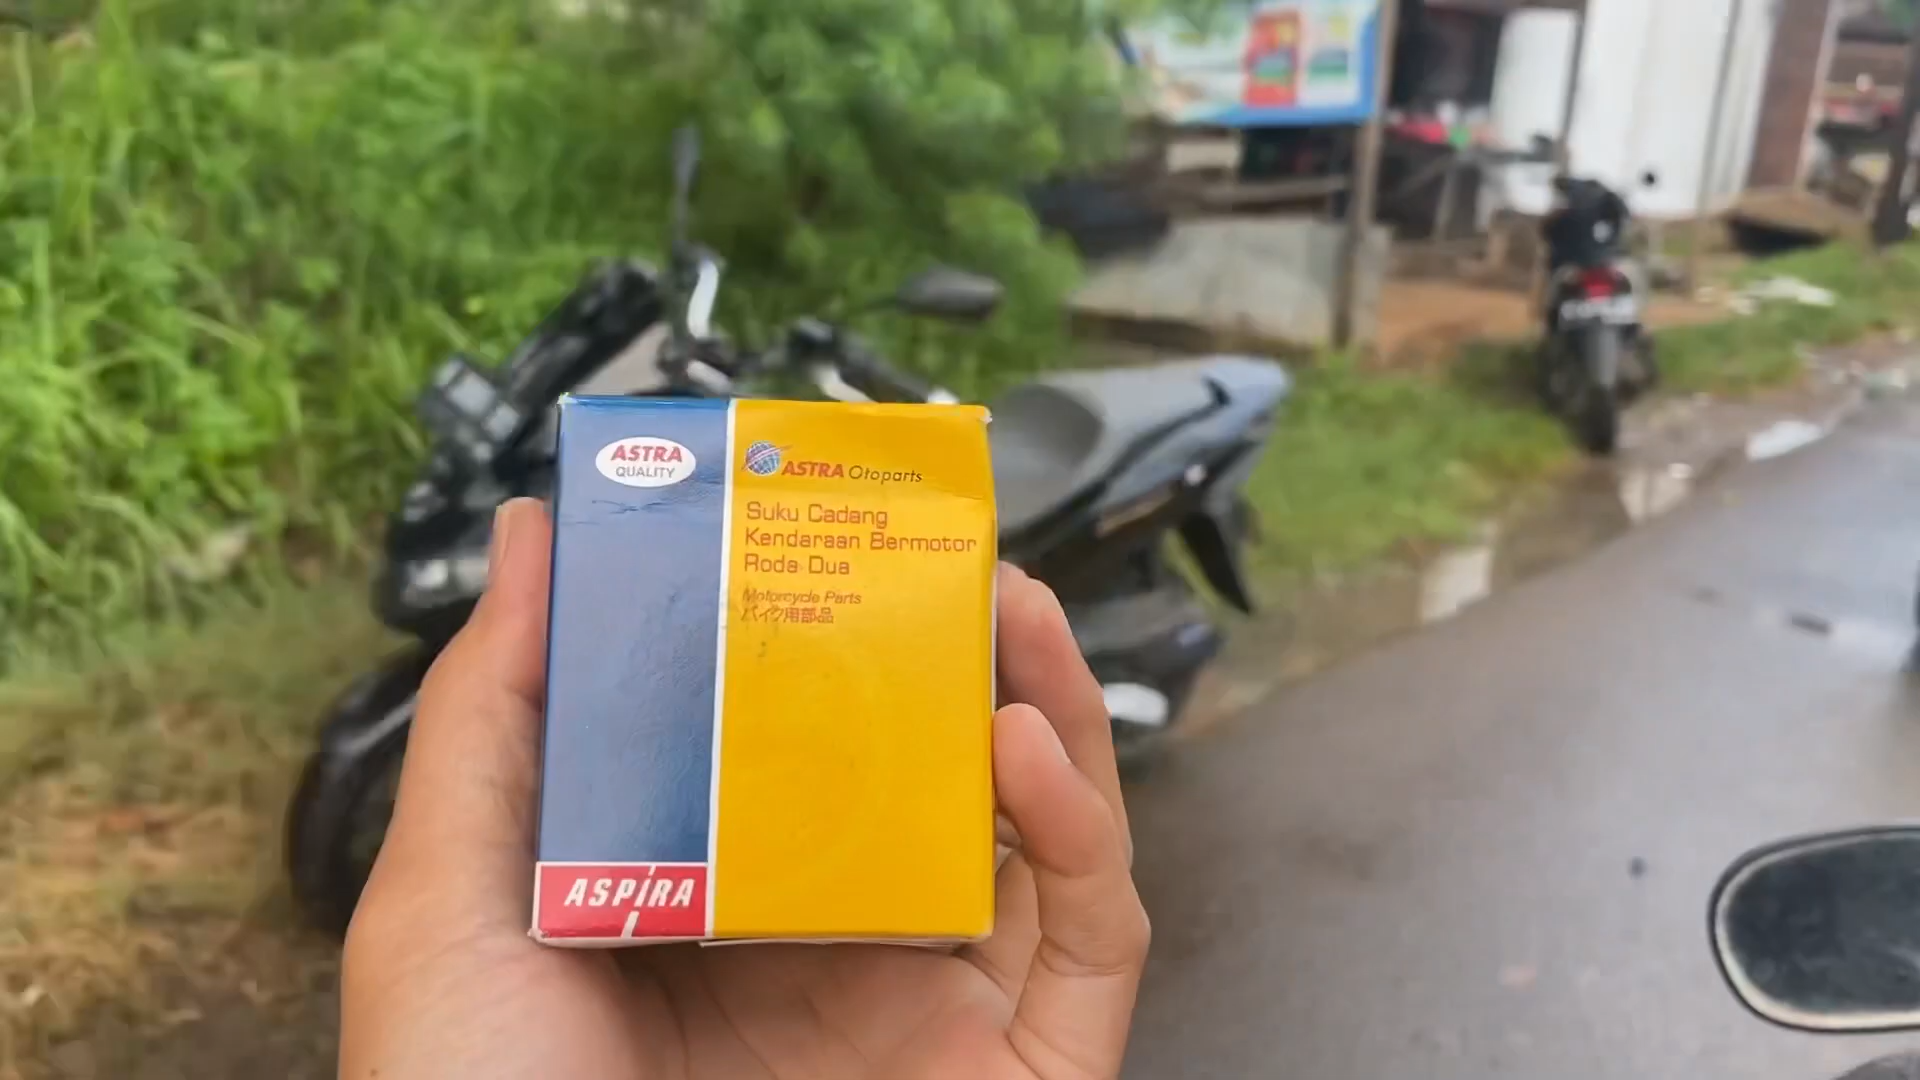 ASTRA
QUALITY
ASTRA Otoparts
Suku Cadang
Kendaraan Bermotor
Roda Dua
Motorcycle Parts
バイク用部品
ASPIRA